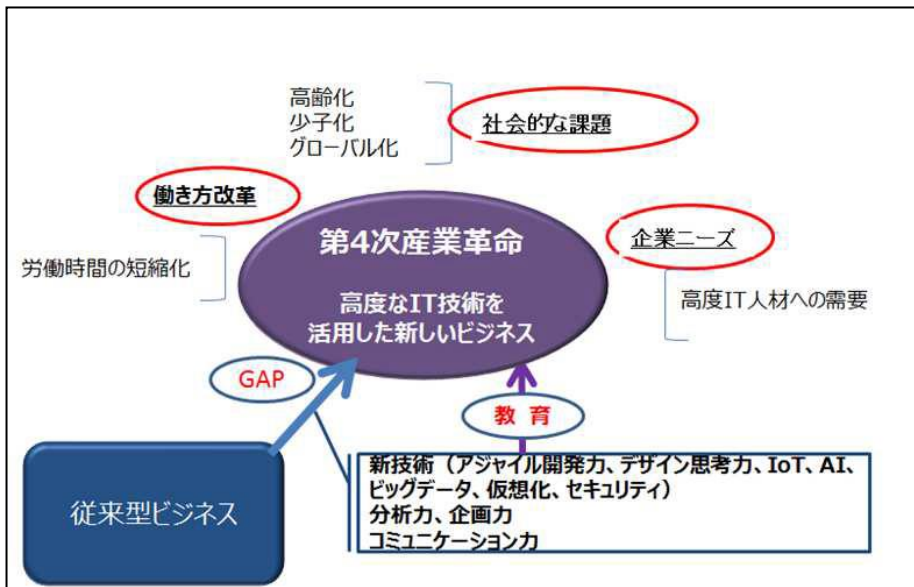 高齢化
少子化
グローバル化
社会的な課題
働き方改革
労働時間の短縮化
第4次産業革命
高度なIT技術を
活用した新しいビジネス
企業ニーズ
高度IT人材への需要
GAP
教 育
従来型ビジネス
新技術（アジャイル開発力、デザイン思考力、IoT、AI、
ビッグデータ、仮想化、セキュリティ）
分析力、企画力
コミュニケーション力